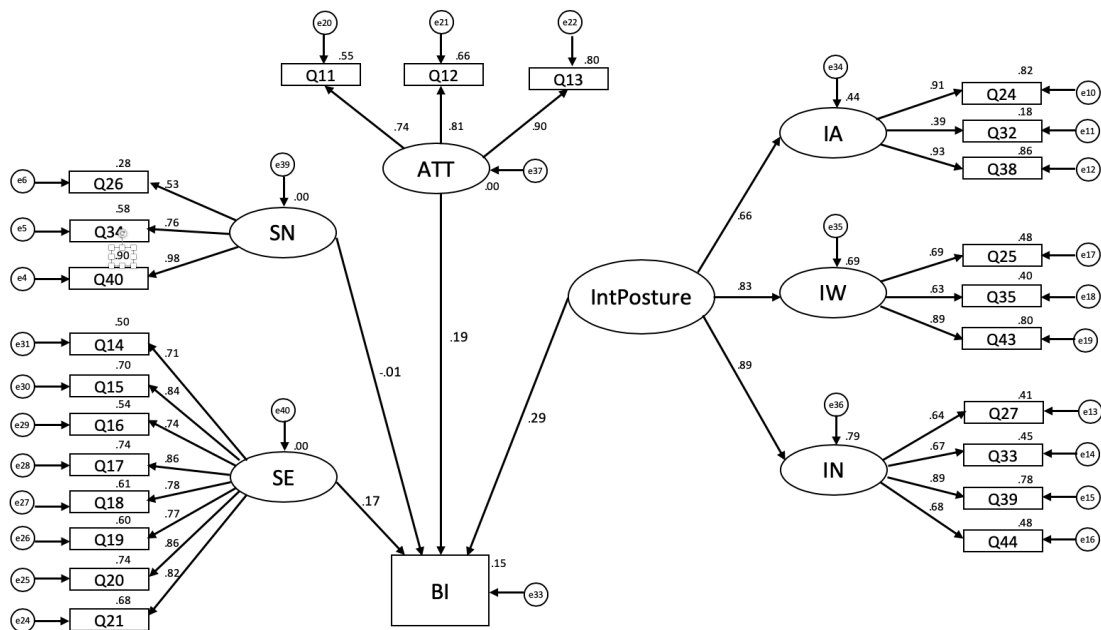 e20
e21
e22
.55
.66
.80
Q11
Q12
Q13
.74
.81
.90
ATT
e37
.00
e39
.00
SN
.28
e6
Q26
.53
.58
e5
Q34
.76
.90
e4
Q40
.98
.50
e31
Q14
.71
.70
e30
Q15
.84
.54
e29
Q16
.74
.74
e28
Q17
.86
.61
e27
Q18
.78
.60
e26
Q19
.77
.74
e25
Q20
.86
.68
e24
Q21
.82
e40
.00
SE
.17
-.01
.19
.29
BI
.15
e33
IntPosture
.66
.83
.89
e34
.44
IA
.91
.82
Q24
e10
.39
.18
Q32
e11
.93
.86
Q38
e12
e35
.69
IW
.69
.48
Q25
e17
.63
.40
Q35
e18
.89
.80
Q43
e19
e36
.79
IN
.64
.41
Q27
e13
.67
.45
Q33
e14
.89
.78
Q39
e15
.68
.48
Q44
e16